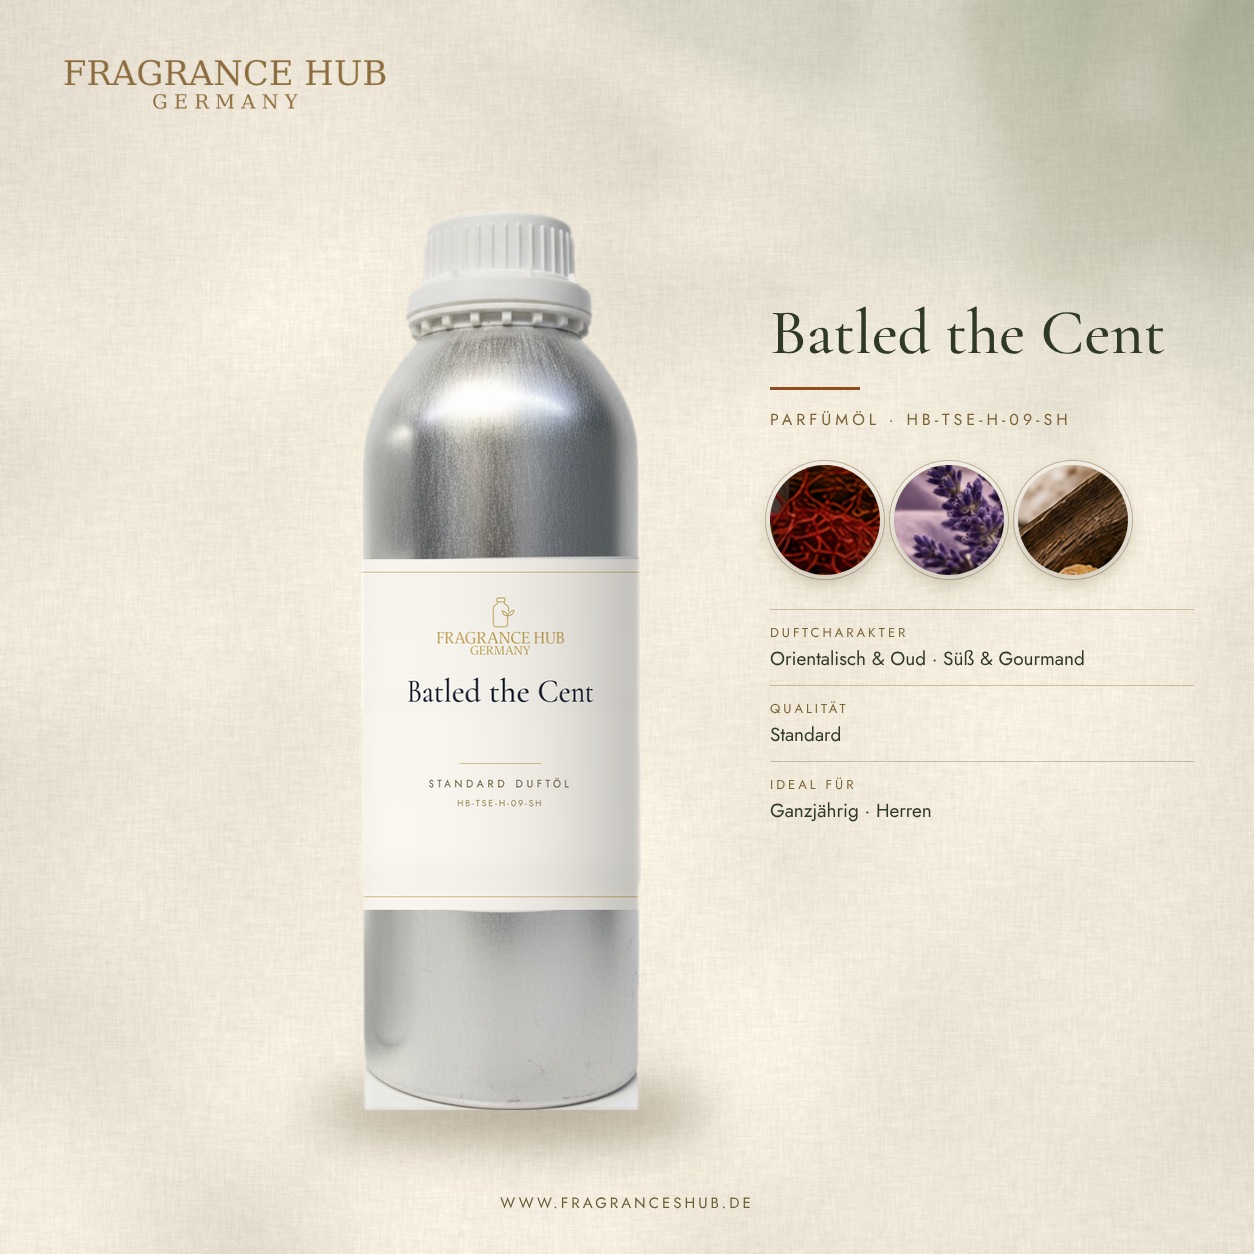 FRAGRANCE HUB
GERMANY
Batled the Cent
PARFÜMÖL · HB-TSE-H-09-SH
DUFTCHARAKTER
Orientalisch & Oud · Süß & Gourmand
QUALITÄT
Standard
IDEAL FÜR
Ganzjährig · Herren
FRAGRANCE HUB
GERMANY
Batled the Cent
STANDARD DUFTÖL
HB-TSE-H-09-SH
WWW.FRAGRANCESHUB.DE